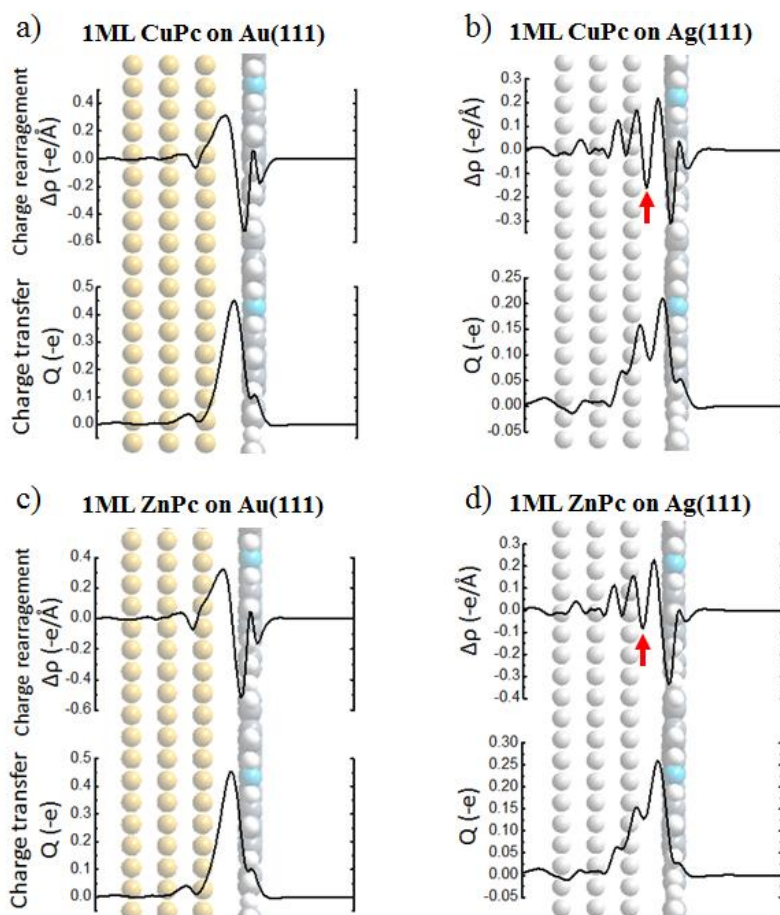 a)
1ML CuPc on Au(111)
Charge rearragement
Δρ (-e/Å)
0.4
0.2
0.0
-0.2
-0.4
-0.6
Charge transfer
Q (-e)
0.5
0.4
0.3
0.2
0.1
0.0
b)
1ML CuPc on Ag(111)
Δρ (-e/Å)
0.3
0.2
0.1
0.0
-0.1
-0.2
-0.3
Q (-e)
0.25
0.20
0.15
0.10
0.05
0.00
-0.05
c)
1ML ZnPc on Au(111)
Charge rearragement
Δρ (-e/Å)
0.4
0.2
0.0
-0.2
-0.4
-0.6
Charge transfer
Q (-e)
0.5
0.4
0.3
0.2
0.1
0.0
d)
1ML ZnPc on Ag(111)
Δρ (-e/Å)
0.3
0.2
0.1
0.0
-0.1
-0.2
-0.3
-0.4
Q (-e)
0.30
0.25
0.20
0.15
0.10
0.05
0.00
-0.05